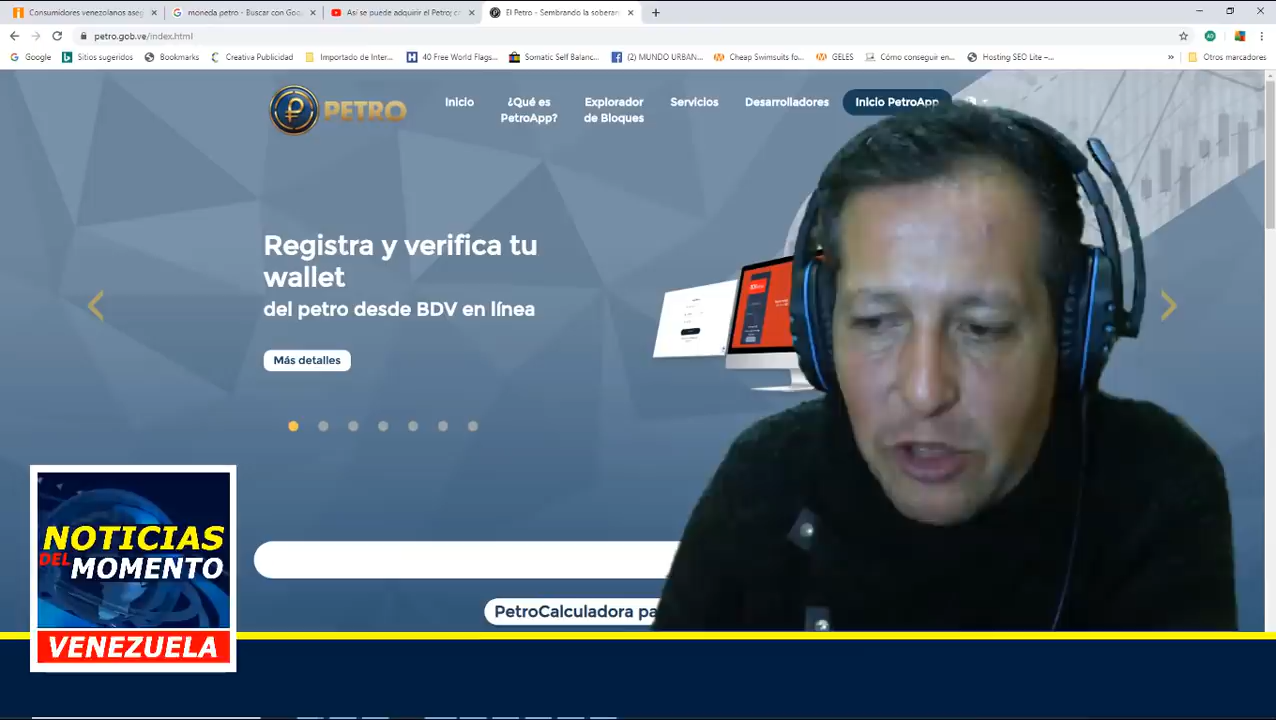 Consumidores venezolanos aseg
moneda petro - Buscar con Goo
Así se puede adquirir el Petro; c
El Petro - Sembrando la soberan
petro.gob.ve/index.html
Google
Sitios sugeridos
Bookmarks
Creativa Publicidad
Importado de Inter...
40 Free World Flags...
Somatic Self Balanc...
(2) MUNDO URBAN...
Cheap Swimsuits fo...
GELES
Cómo conseguir en...
Hosting SEO Lite –...
»
Otros marcadores
PETRO
Inicio
¿Qué es
PetroApp?
Explorador
de Bloques
Servicios
Desarrolladores
Inicio PetroApp
Registra y verifica tu
wallet
del petro desde BDV en línea
Más detalles
NOTICIAS
DEL MOMENTO
VENEZUELA
PetroCalculadora pa